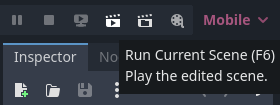 Mobile
Run Current Scene (F6)
Inspector No
Play the edited scene.